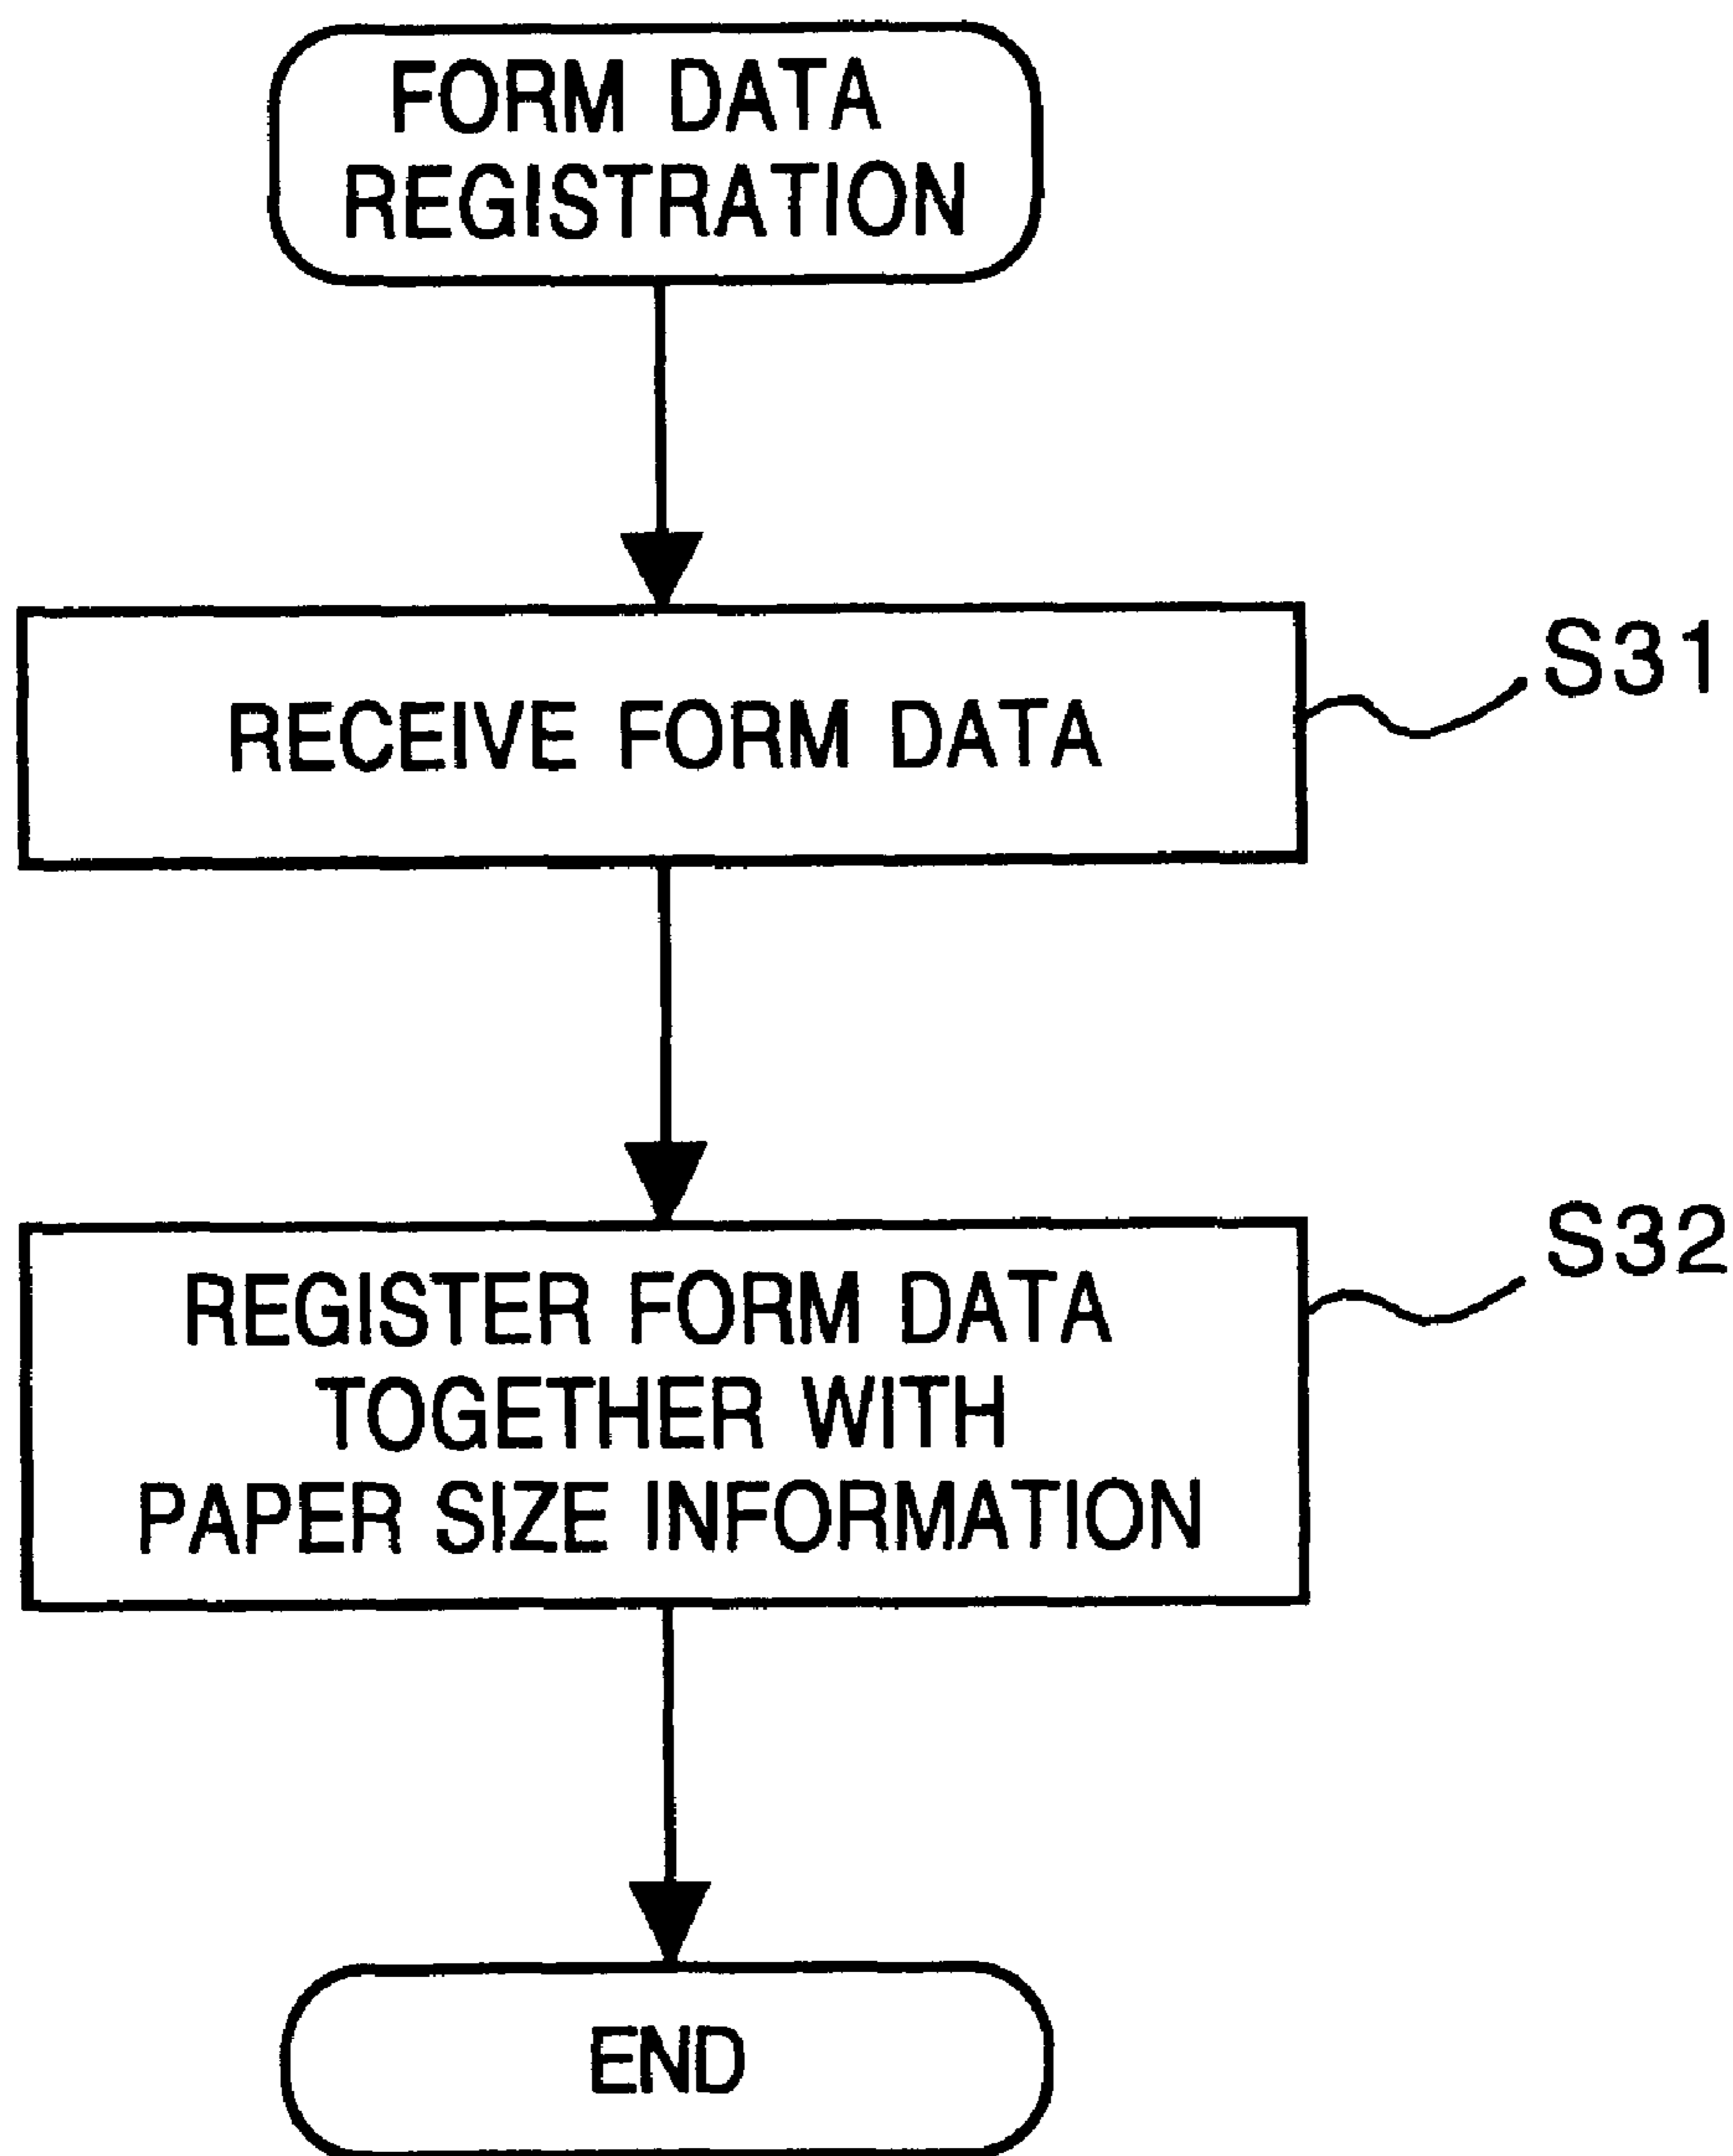 FORM DATA
REGISTRATION
S31
RECEIVE FORM DATA
S32
REGISTER FORM DATA
TOGETHER WITH
PAPER SIZE INFORMATION
END